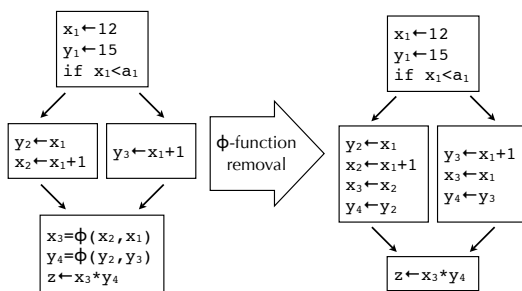 x₁←12
y₁←15
if x₁<a₁
y₂←x₁
x₂←x₁+1
y₃←x₁+1
x₃=ϕ(x₂,x₁)
y₄=ϕ(y₂,y₃)
z←x₃*y₄
ϕ-function
removal
x₁←12
y₁←15
if x₁<a₁
y₂←x₁
x₂←x₁+1
x₃←x₂
y₄←y₂
y₃←x₁+1
x₃←x₁
y₄←y₃
z←x₃*y₄